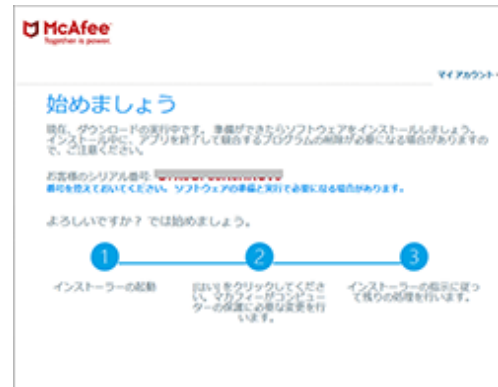 McAfee
Together is power.
マイ アカウント
始めましょう
現在、ダウンロードの実行中です。準備ができたらソフトウェアをインストールしましょう。
インストール中に、アプリを終了して競合するプログラムの削除が必要になる場合がありますの
で、ご注意ください。
お客様のシリアル番号:
番号を控えておいてください。ソフトウェアの準備と実行で必要になる場合があります。
よろしいですか? では始めましょう。
1
2
3
インストーラーの起動
[はい] をクリックしてくださ
い。マカフィーがコンピュー
ターの保護に必要な変更を行
います。
インストーラーの指示に従っ
て残りの処理を行います。